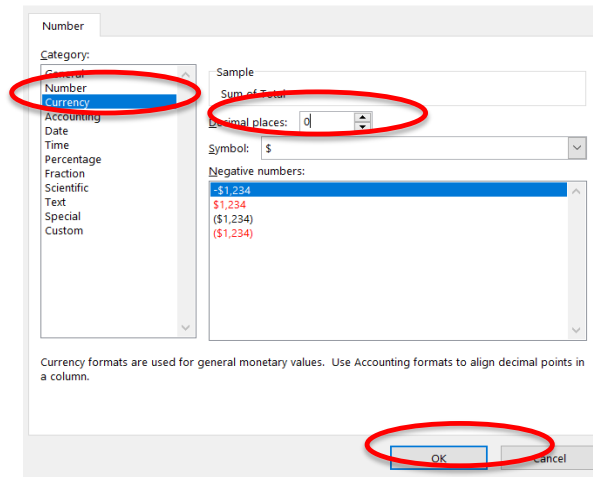 Number
Category:
General
Number
Currency
Accounting
Date
Time
Percentage
Fraction
Scientific
Text
Special
Custom
Sample
Sum of Total
Decimal places: 0
Symbol: $
Negative numbers:
-$1,234
$1,234
($1,234)
($1,234)
Currency formats are used for general monetary values.  Use Accounting formats to align decimal points in
a column.
OK
Cancel